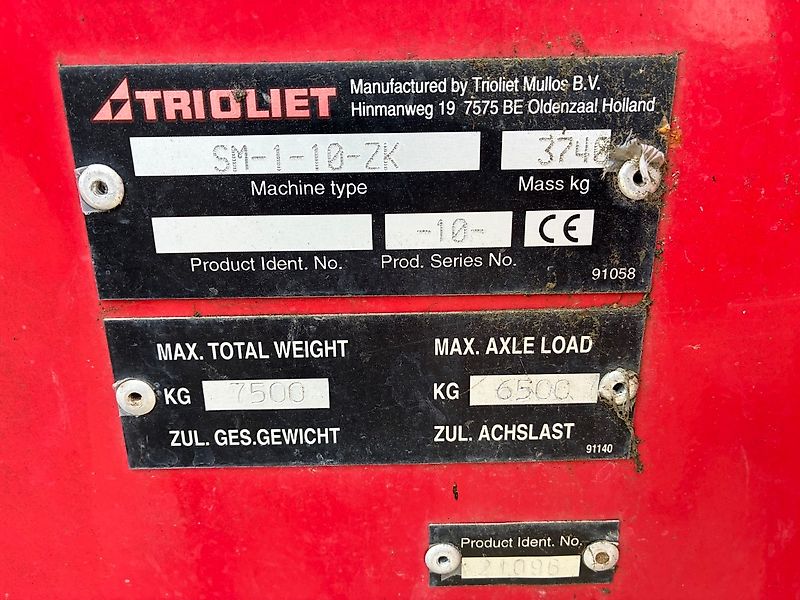 TRIOLIET
Manufactured by Trioliet Mullos B.V.
Hinmanweg 19 7575 BE Oldenzaal Holland
SM-1-10-ZK
3740
Machine type
Mass kg
-10-
CE
Product Ident. No.
Prod. Series No.
91058
MAX. TOTAL WEIGHT
MAX. AXLE LOAD
KG 7500
KG 6500
ZUL. GES.GEWICHT
ZUL. ACHSLAST
91140
Product Ident. No.
21096